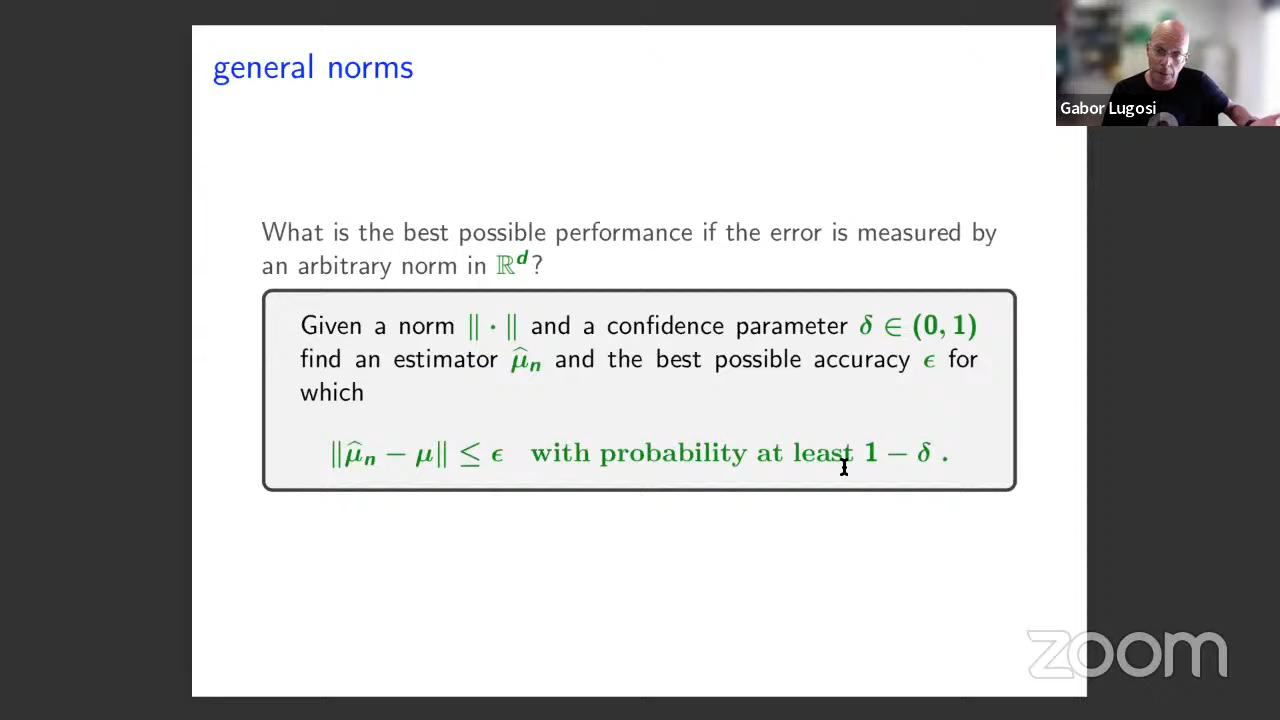 general norms
Gabor Lugosi
What is the best possible performance if the error is measured by
an arbitrary norm in ℝᵈ?
Given a norm ‖ · ‖ and a confidence parameter δ ∈ (0, 1)
find an estimator μ̂ₙ and the best possible accuracy ϵ for
which
‖μ̂ₙ − μ‖ ≤ ϵ with probability at least 1 − δ .
zoom